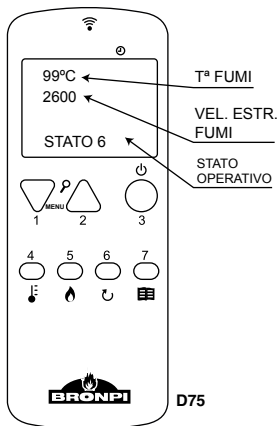 99ºC
Tª FUMI
2600
VEL. ESTR.
FUMI
STATO 6
STATO
OPERATIVO
MENU
1
2
3
4
5
6
7
BRONPI
D75